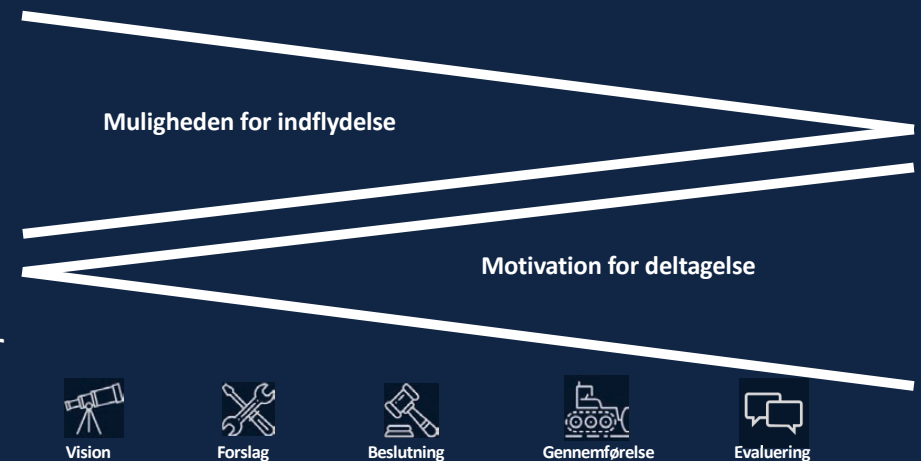 Muligheden for indflydelse
Motivation for deltagelse
Vision
Forslag
Beslutning
Gennemførelse
Evaluering